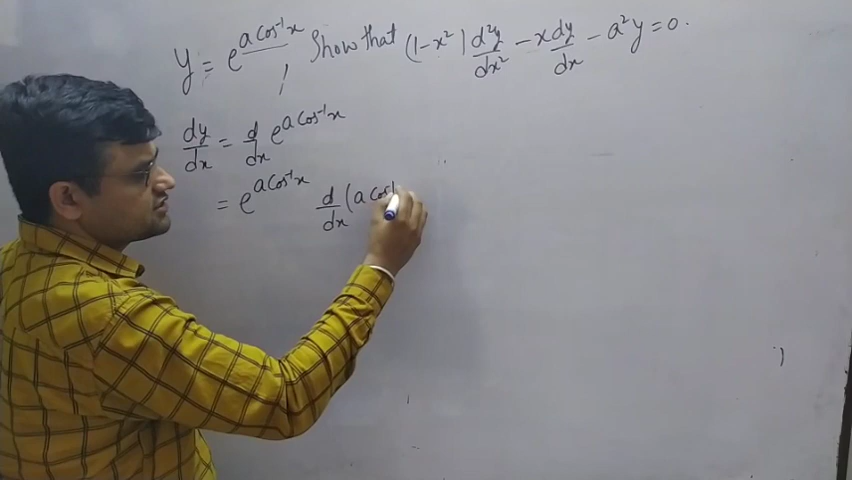 y = e^{a cos⁻¹x}, Show that (1-x²) d²y/dx² - x dy/dx - a²y = 0.
dy/dx = d/dx e^{a cos⁻¹x}
= e^{a cos⁻¹x} d/dx (a cos⁻